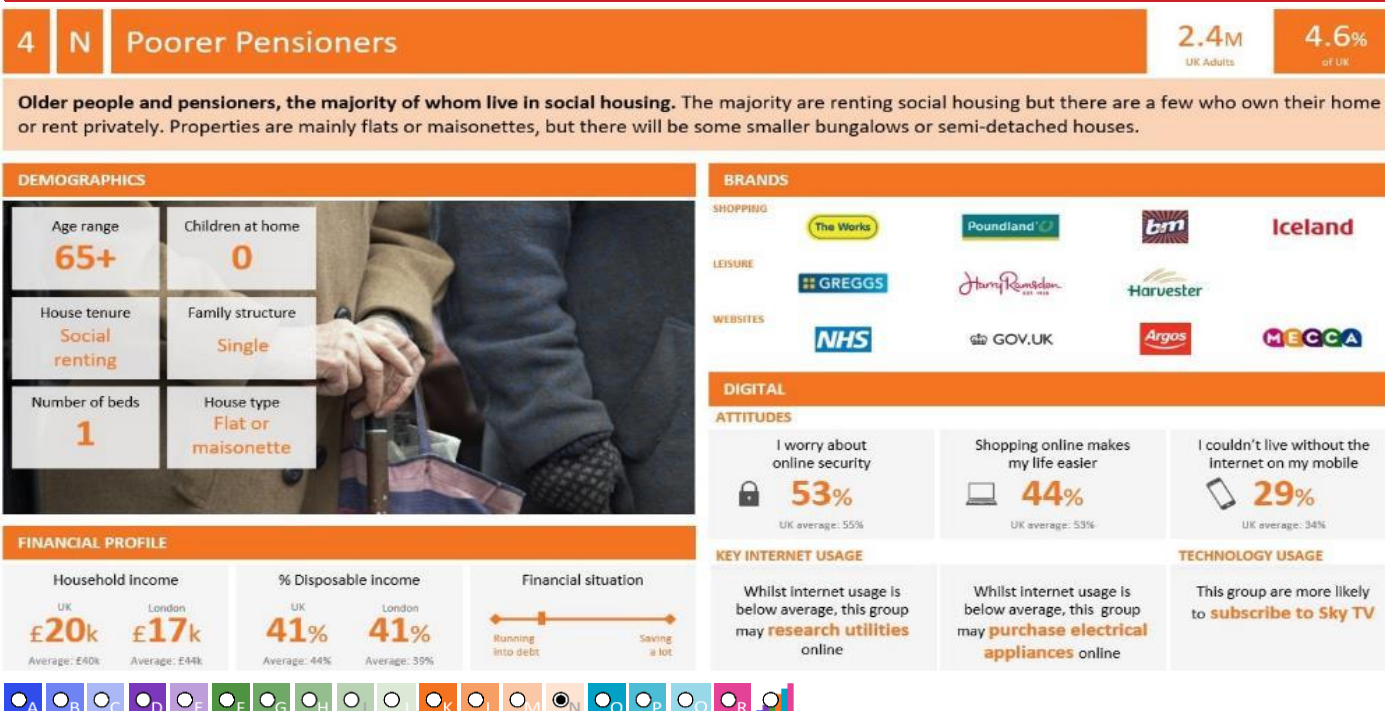 4 N Poorer Pensioners
2.4M
UK Adults
4.6%
of UK
Older people and pensioners, the majority of whom live in social housing. The majority are renting social housing but there are a few who own their home
or rent privately. Properties are mainly flats or maisonettes, but there will be some smaller bungalows or semi-detached houses.
DEMOGRAPHICS
Age range
65+
Children at home
0
House tenure
Social
renting
Family structure
Single
Number of beds
1
House type
Flat or
maisonette
FINANCIAL PROFILE
Household income
UK
£20k
Average: £40k
London
£17k
Average: £44k
% Disposable income
UK
41%
Average: 44%
London
41%
Average: 39%
Financial situation
Running
into debt
Saving
a lot
BRANDS
SHOPPING
The Works
Poundland
bm
Iceland
LEISURE
GREGGS
Harry Ramsden
EST. 1928
Harvester
WEBSITES
NHS
GOV.UK
Argos
MECCA
DIGITAL
ATTITUDES
I worry about
online security
53%
UK average: 55%
Shopping online makes
my life easier
44%
UK average: 53%
I couldn't live without the
internet on my mobile
29%
UK average: 34%
KEY INTERNET USAGE
Whilst internet usage is
below average, this group
may research utilities
online
Whilst internet usage is
below average, this group
may purchase electrical
appliances online
TECHNOLOGY USAGE
This group are more likely
to subscribe to Sky TV
A B C D E F G H I J K L M N O P Q R